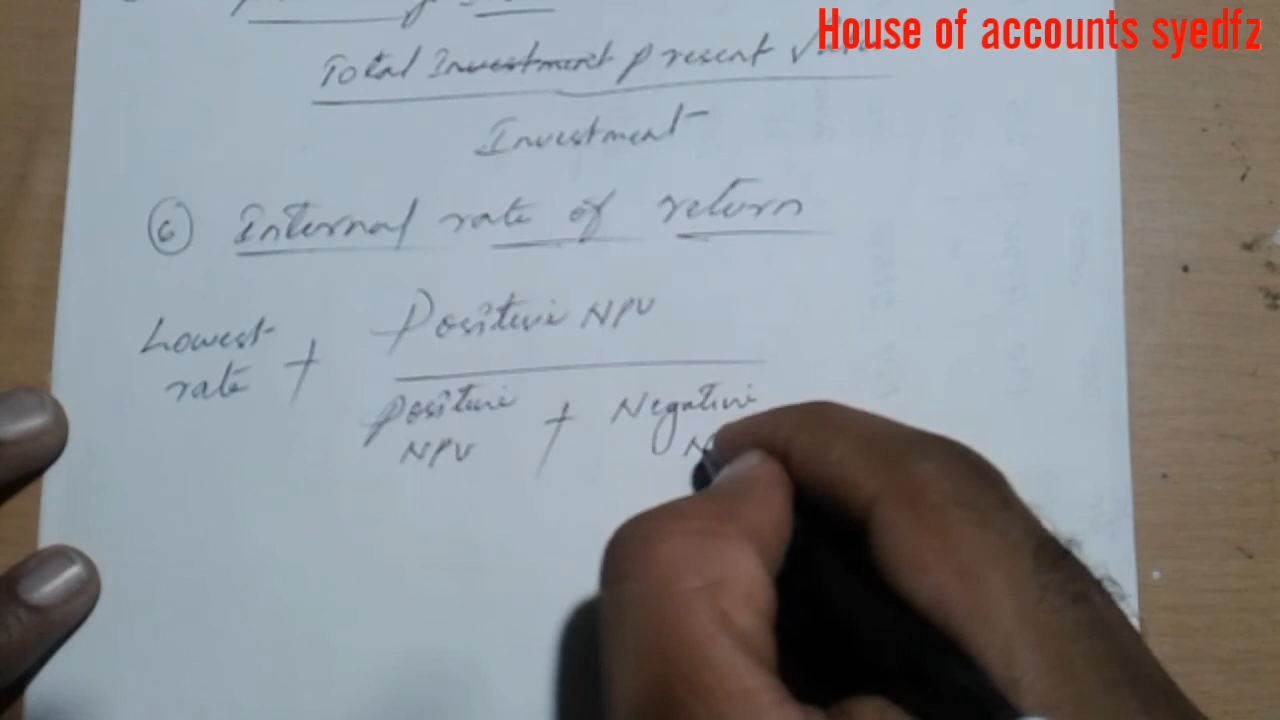 House of accounts syedfz
Total Investment present
Investment
6 Internal rate of return
Lowest rate + Positive NPV
Positive NPV + Negative N